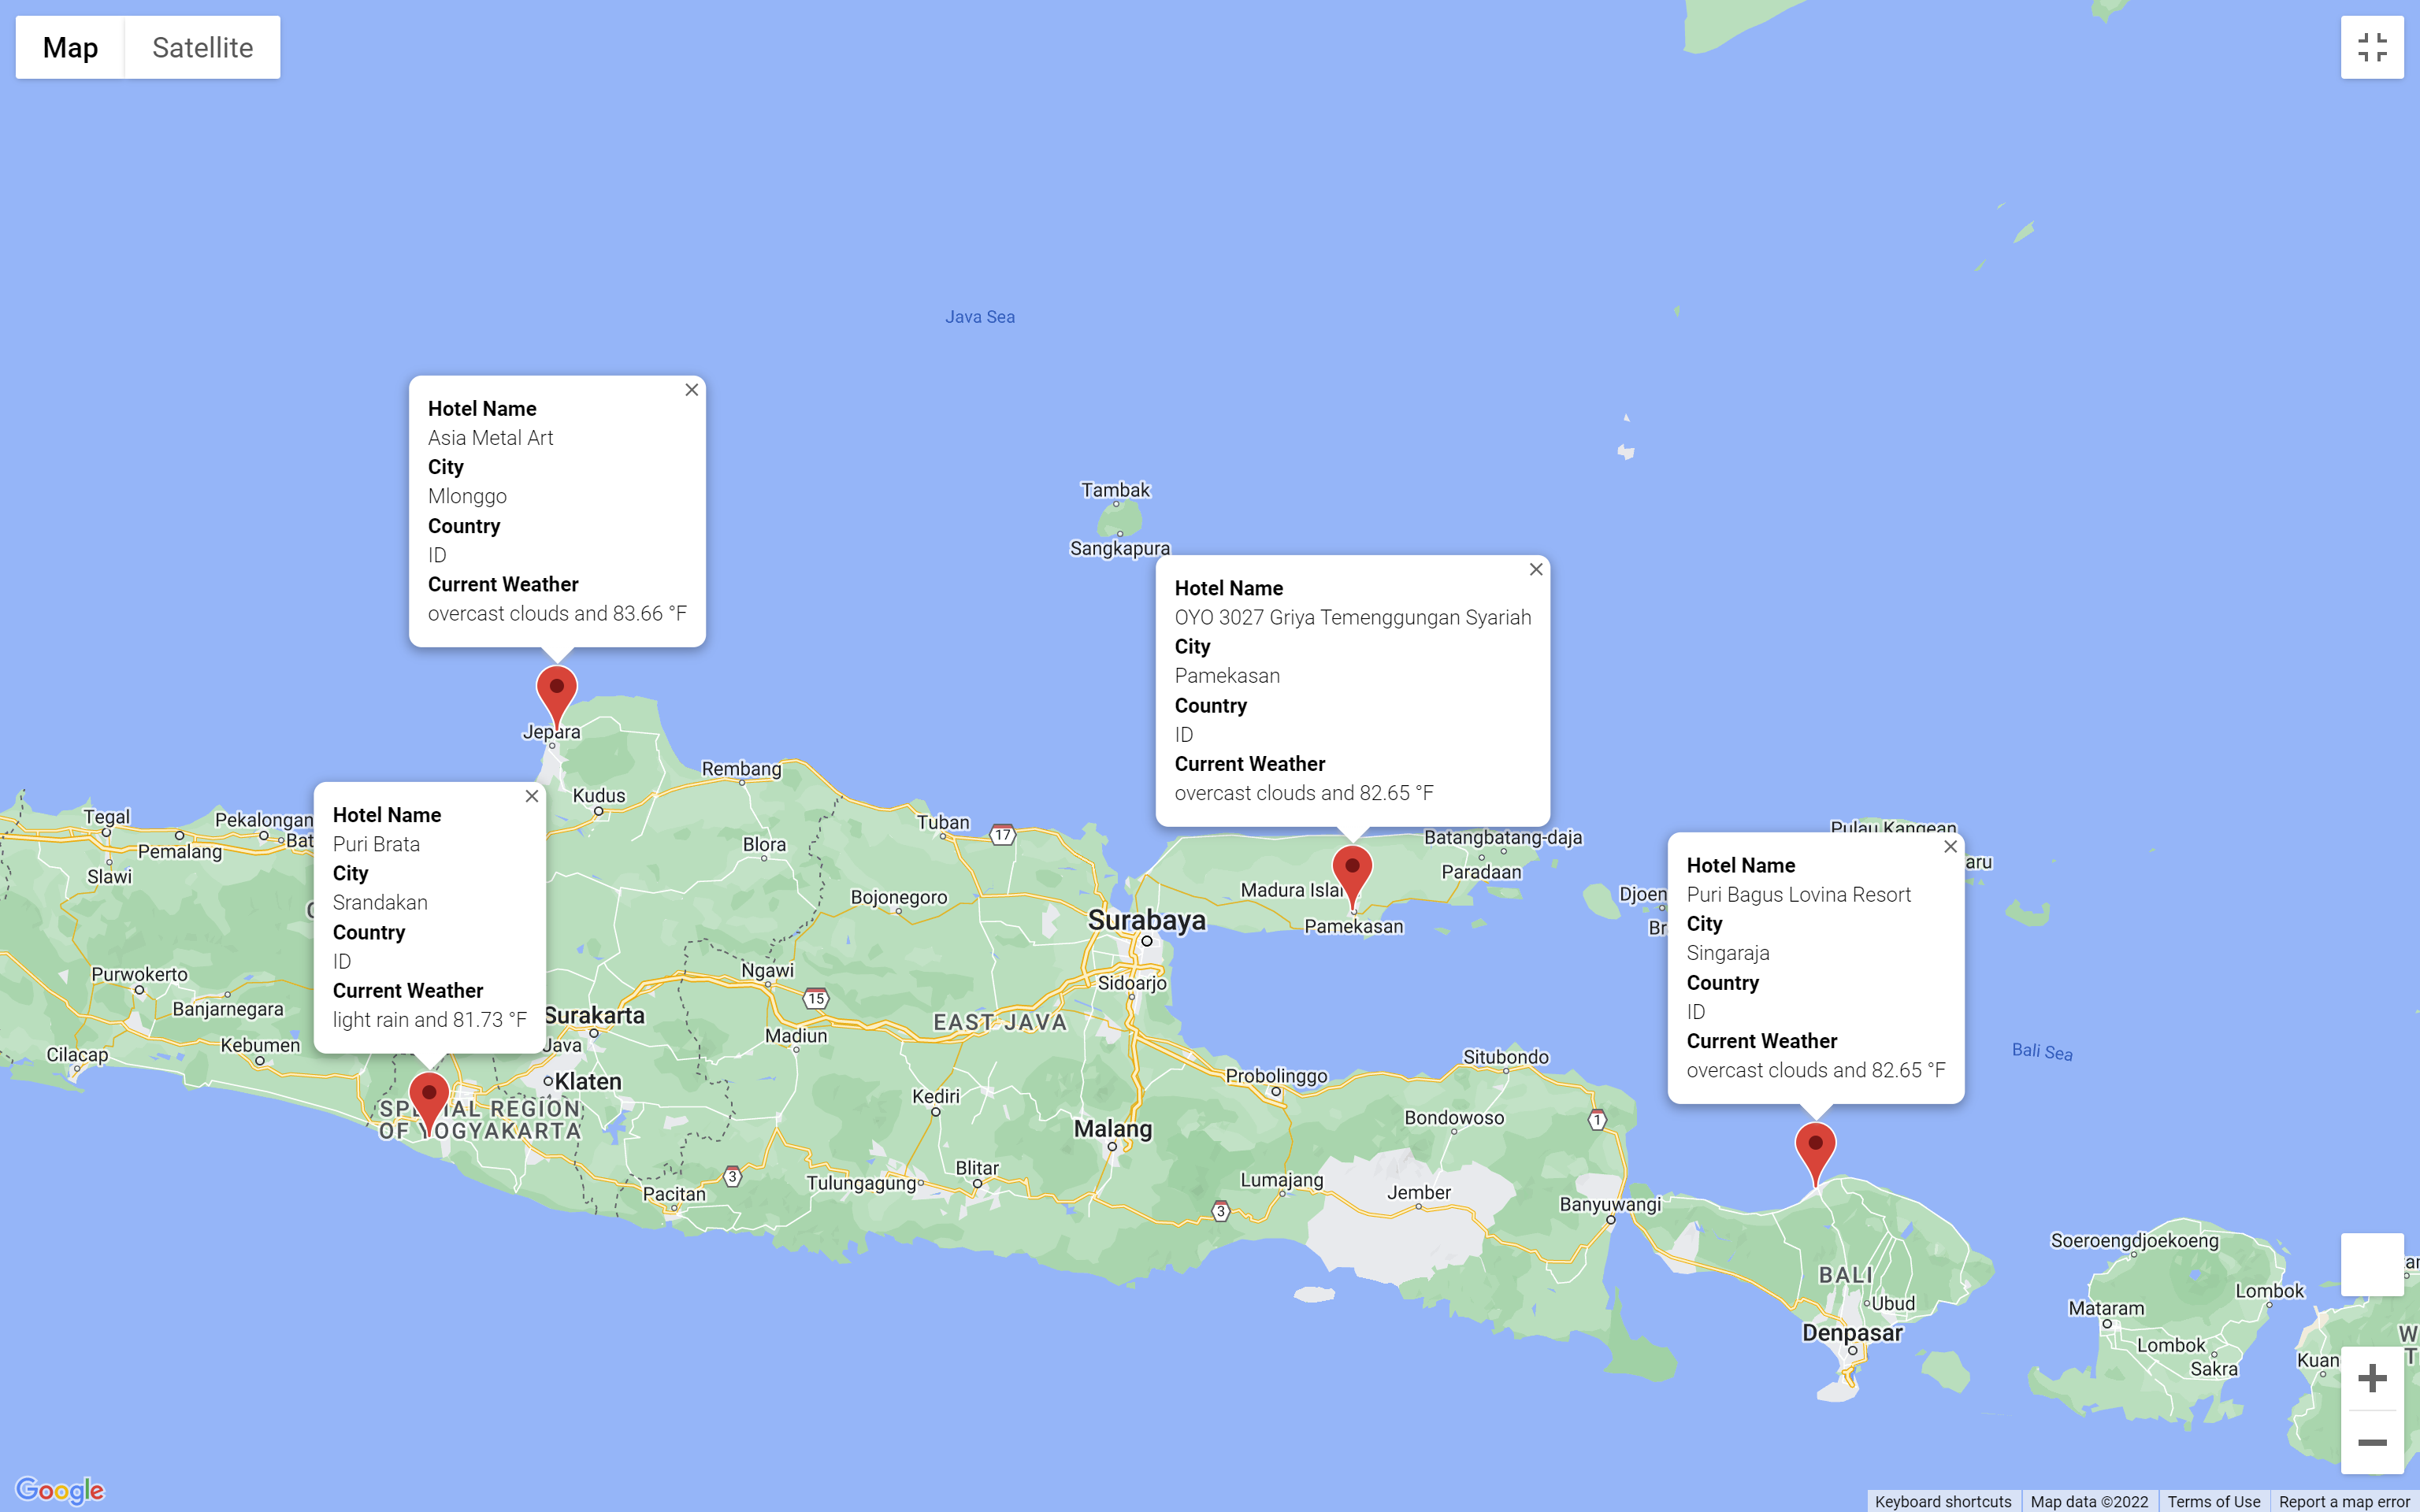 Map
Satellite
Java Sea
Hotel Name
Asia Metal Art
City
Mlonggo
Country
ID
Current Weather
overcast clouds and 83.66 °F
Tambak
Sangkapura
Hotel Name
OYO 3027 Griya Temenggungan Syariah
City
Pamekasan
Country
ID
Current Weather
overcast clouds and 82.65 °F
Jepara
Rembang
Kudus
Hotel Name
Puri Brata
City
Srandakan
Country
ID
Current Weather
light rain and 81.73 °F
Tegal
Pekalongan
Bat
Pemalang
Slawi
Tuban
17
Blora
Bojonegoro
Batangbatang-daja
Paradaan
Madura Islan
Pamekasan
Surabaya
Sidoarjo
Pulau Kangean
aru
Djoen
Br
Hotel Name
Puri Bagus Lovina Resort
City
Singaraja
Country
ID
Current Weather
overcast clouds and 82.65 °F
Bali Sea
Purwokerto
Banjarnegara
Kebumen
Cilacap
Ngawi
15
Surakarta
Java
Madiun
EAST JAVA
Klaten
SPECIAL REGION
OF YOGYAKARTA
Kediri
Malang
Probolinggo
Situbondo
Bondowoso
1
Blitar
Tulungagung
3
Pacitan
Lumajang
3
Jember
Banyuwangi
BALI
Ubud
Denpasar
Soeroengdjoekoeng
Lombok
Mataram
Lombok
Sakra
Kuan
ar
W
T
Google
Keyboard shortcuts
Map data ©2022
Terms of Use
Report a map error